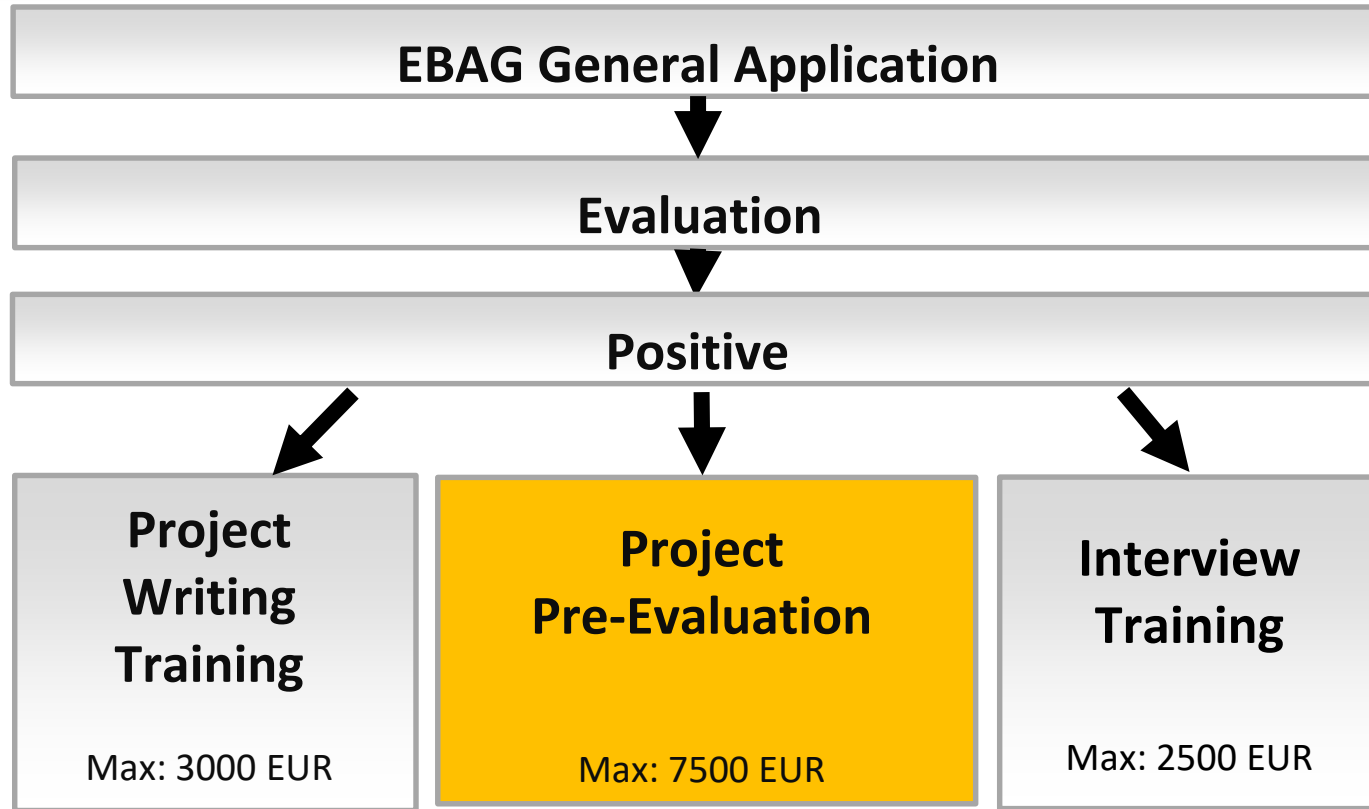 EBAG General Application
Evaluation
Positive
Project
Writing
Training
Max: 3000 EUR
Project
Pre-Evaluation
Max: 7500 EUR
Interview
Training
Max: 2500 EUR